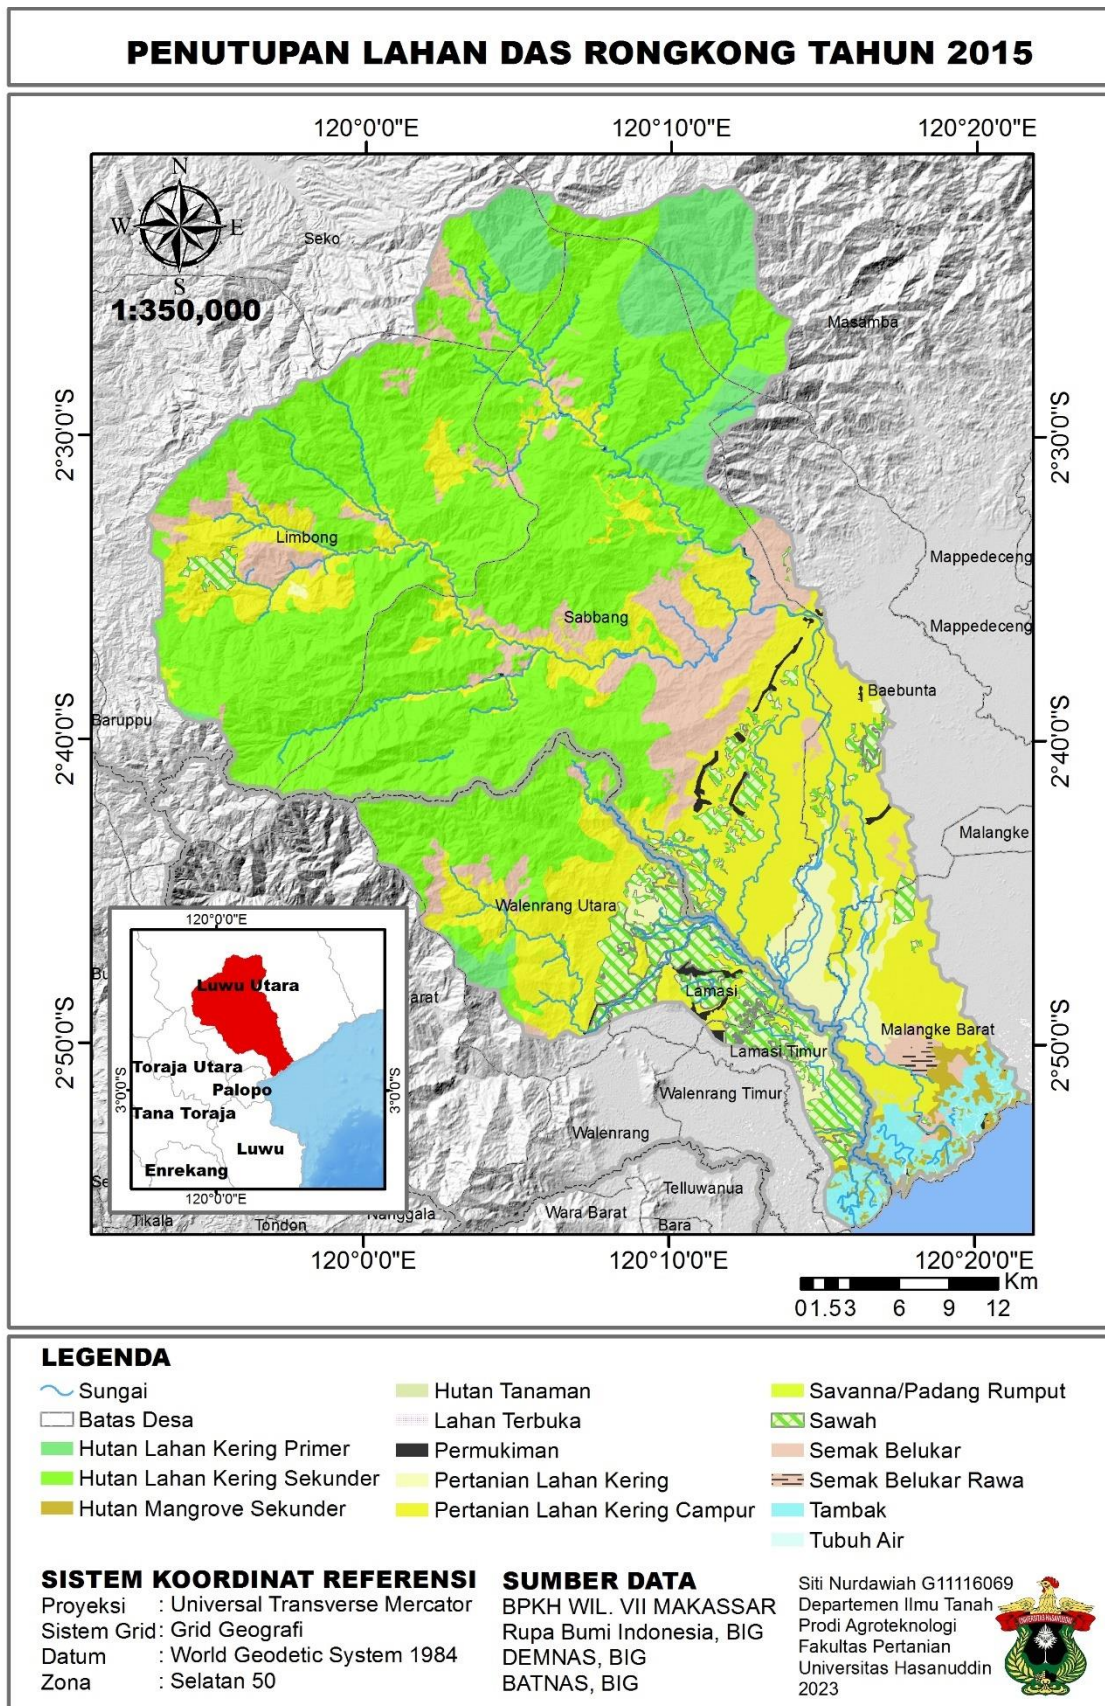 PENUTUPAN LAHAN DAS RONGKONG TAHUN 2015
120°0'0"E 120°10'0"E 120°20'0"E
N
W E
S
1:350,000
Seko
Masamba
2°30'0"S 2°30'0"S
Limbong
Mappedeceng
Sabbang
Mappedeceng
Baebunta
Baruppu
2°40'0"S 2°40'0"S
Malangke
Walenrang Utara
arat
Lamasi
Malangke Barat
2°50'0"S 2°50'0"S
Lamasi Timur
Walenrang Timur
Walenrang
Telluwanua
Wara Barat
Bara
Nanggala
Tikala
Tondon
120°0'0"E
Luwu Utara
Toraja Utara
Palopo
3°0'0"S 3°0'0"S
Tana Toraja
Luwu
Enrekang
120°0'0"E
120°0'0"E 120°10'0"E 120°20'0"E
Km
0 1.5 3 6 9 12
LEGENDA
Sungai
Batas Desa
Hutan Lahan Kering Primer
Hutan Lahan Kering Sekunder
Hutan Mangrove Sekunder
Hutan Tanaman
Lahan Terbuka
Permukiman
Pertanian Lahan Kering
Pertanian Lahan Kering Campur
Savanna/Padang Rumput
Sawah
Semak Belukar
Semak Belukar Rawa
Tambak
Tubuh Air
SISTEM KOORDINAT REFERENSI
Proyeksi : Universal Transverse Mercator
Sistem Grid : Grid Geografi
Datum : World Geodetic System 1984
Zona : Selatan 50
SUMBER DATA
BPKH WIL. VII MAKASSAR
Rupa Bumi Indonesia, BIG
DEMNAS, BIG
BATNAS, BIG
Siti Nurdawiah G11116069
Departemen Ilmu Tanah
Prodi Agroteknologi
Fakultas Pertanian
Universitas Hasanuddin
2023